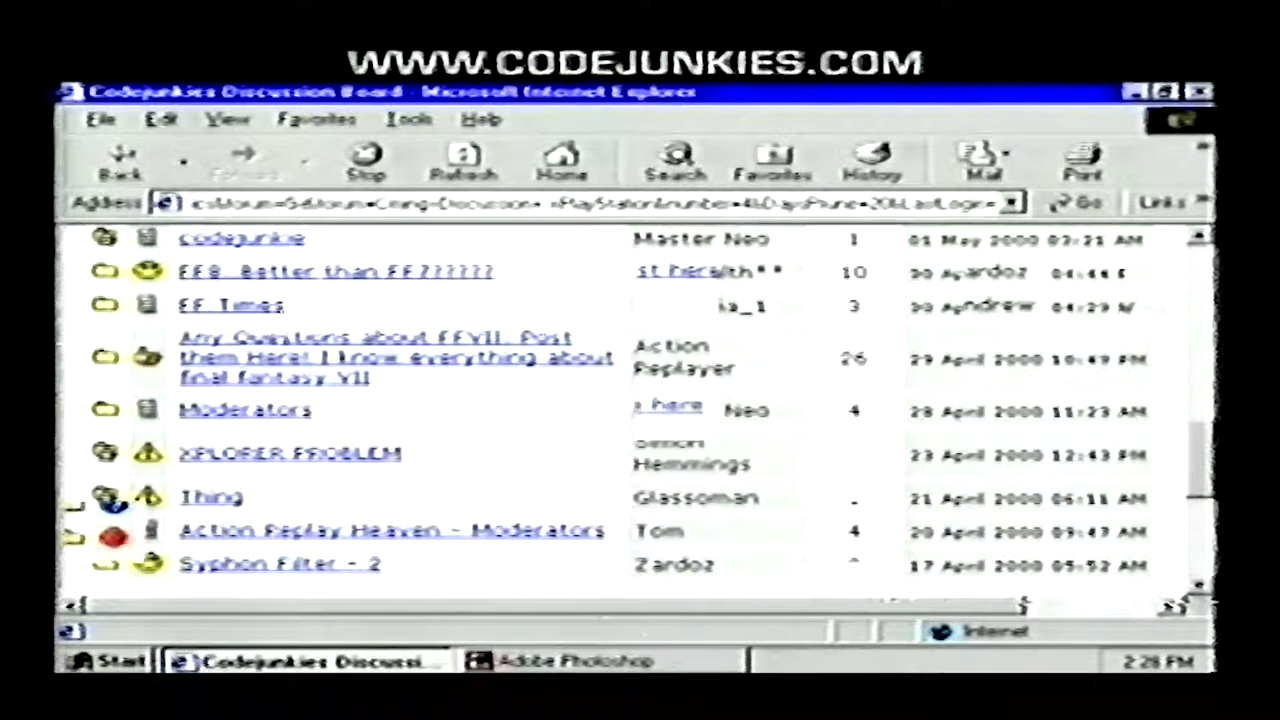 WWW.CODEJUNKIES.COM
Codejunkies Discussion Board - Microsoft Internet Explorer
File Edit View Favorites Tools Help
Back Forward Stop Refresh Home Search Favorites History Mail Print
Address Go Links
codejunkie Master Neo 1 01 May 2000 03:21 AM
FF8. Better than FF7?????? 10
FF Times 3
Any Questions about FFVII. Post
them Here! I know everything about
final fantasy VII
Action
Replayer
26 29 April 2000 10:49 PM
Moderators Neo 4 28 April 2000 11:23 AM
XPLORER PROBLEM
Hemmings
23 April 2000 12:43 PM
Thing Glassoman 21 April 2000 06:11 AM
Action Replay Heaven - Moderators Tom 4 20 April 2000 09:47 AM
Syphon Filter - 2 Zardoz 17 April 2000 05:52 AM
Internet
Start Codejunkies Discussi... Adobe Photoshop 2:28 PM